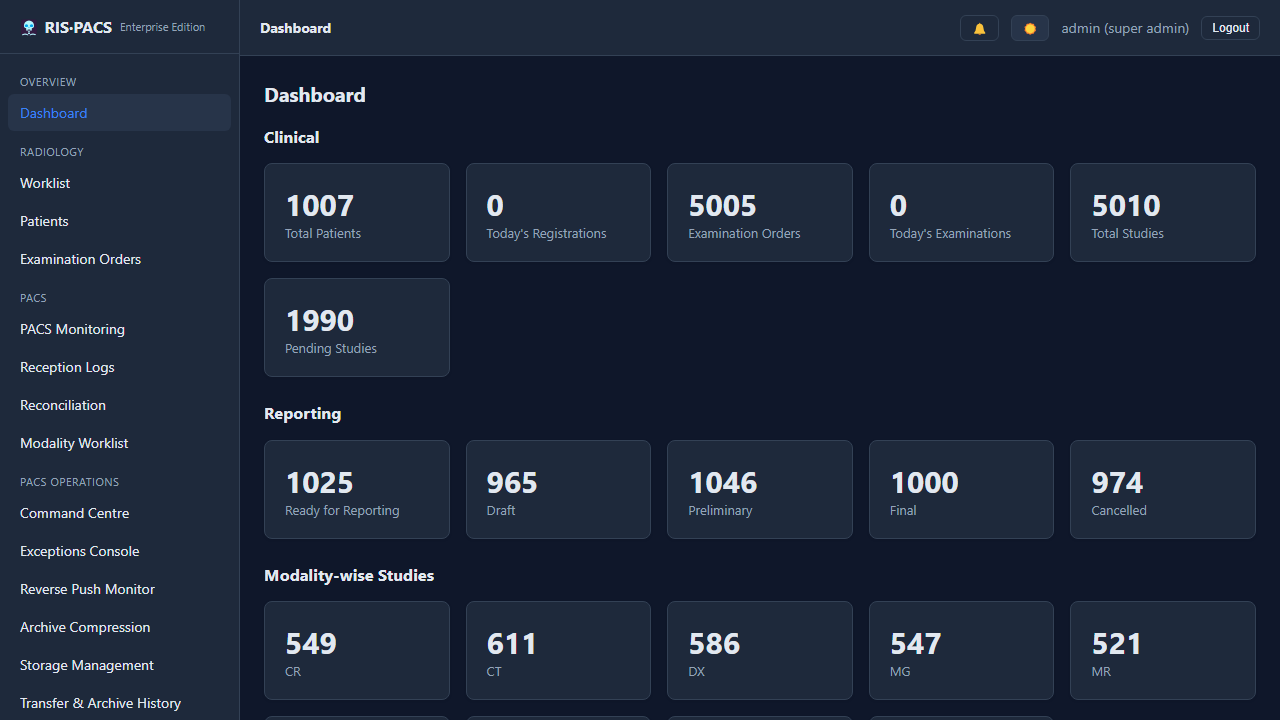 RIS·PACS Enterprise Edition
OVERVIEW
Dashboard
RADIOLOGY
Worklist
Patients
Examination Orders
PACS
PACS Monitoring
Reception Logs
Reconciliation
Modality Worklist
PACS OPERATIONS
Command Centre
Exceptions Console
Reverse Push Monitor
Archive Compression
Storage Management
Transfer & Archive History
Dashboard
admin (super admin)
Logout
Dashboard
Clinical
1007
Total Patients
0
Today's Registrations
5005
Examination Orders
0
Today's Examinations
5010
Total Studies
1990
Pending Studies
Reporting
1025
Ready for Reporting
965
Draft
1046
Preliminary
1000
Final
974
Cancelled
Modality-wise Studies
549
CR
611
CT
586
DX
547
MG
521
MR